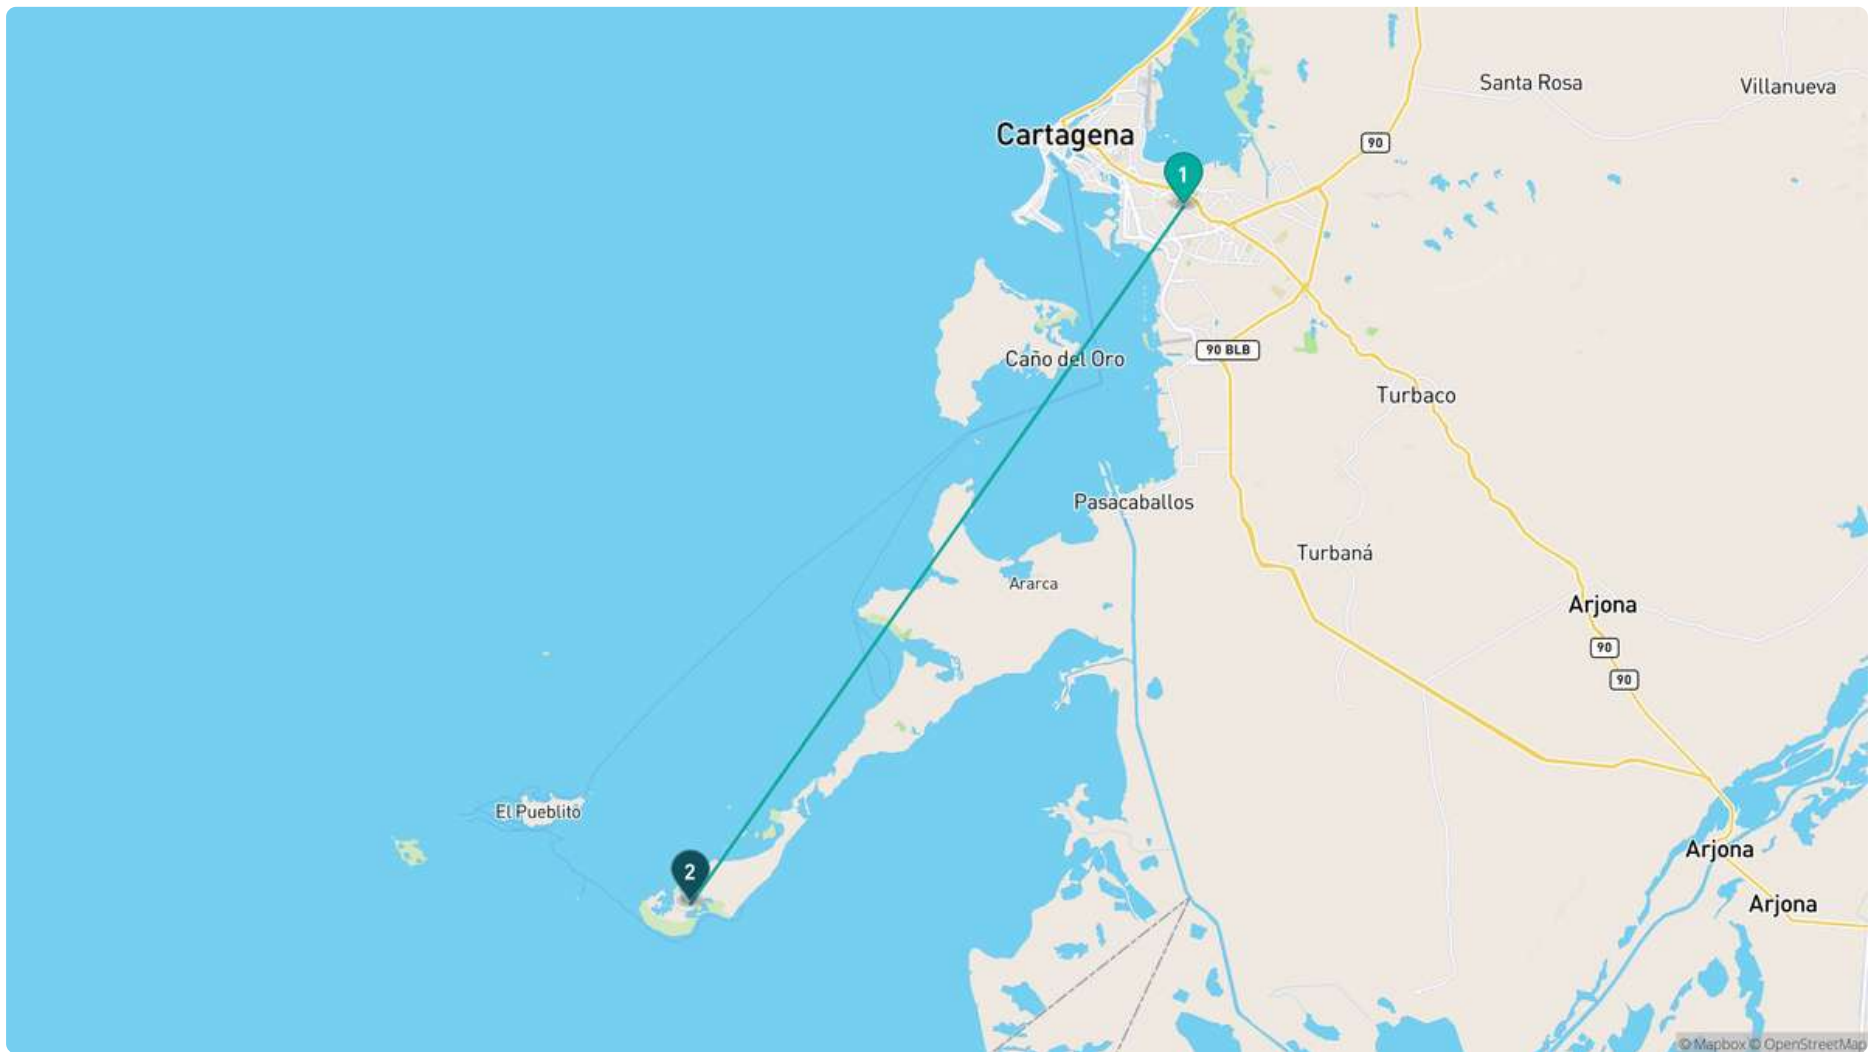 Santa Rosa
Villanueva
Cartagena
90
1
Caño del Oro
90 BLB
Turbaco
Pasacaballos
Turbaná
Ararca
Arjona
90
90
El Pueblito
Arjona
2
Arjona
© Mapbox © OpenStreetMap